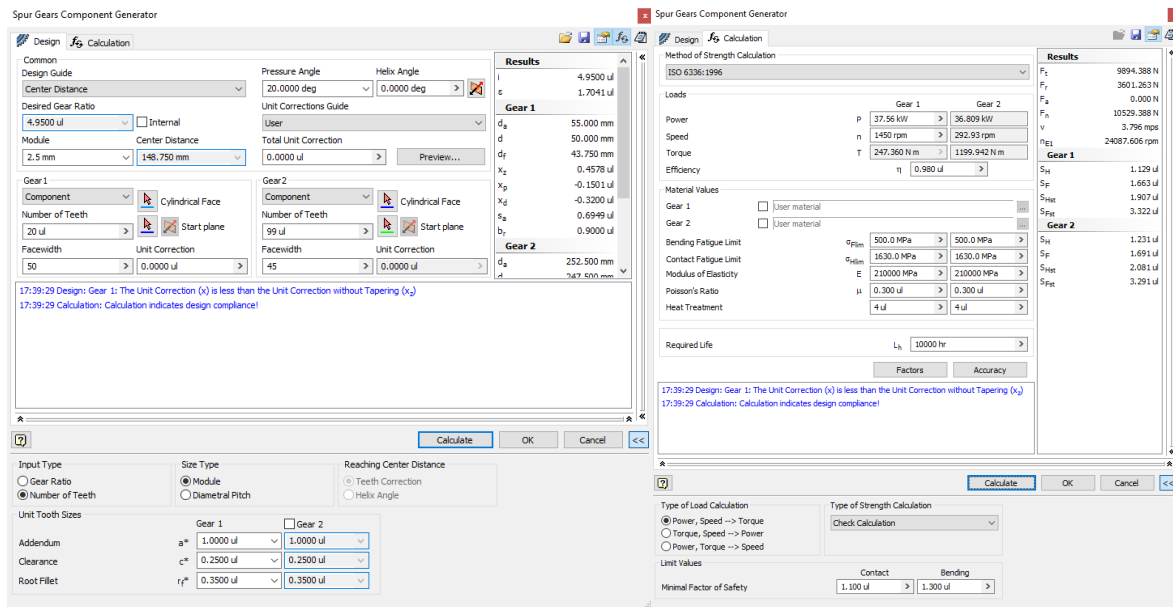 Spur Gears Component Generator
x
Design
fG Calculation
Common
Design Guide
Center Distance
Pressure Angle
Helix Angle
20.0000 deg
0.0000 deg
Desired Gear Ratio
4.9500 ul
Internal
Unit Corrections Guide
User
Module
Center Distance
Total Unit Correction
2.5 mm
148.750 mm
0.0000 ul
Preview...
Gear1
Component
Cylindrical Face
Number of Teeth
20 ul
Start plane
Facewidth
Unit Correction
50
0.0000 ul
Gear2
Component
Cylindrical Face
Number of Teeth
99 ul
Start plane
Facewidth
Unit Correction
45
0.0000 ul
Results
i 4.9500 ul
ε 1.7041 ul
Gear 1
da 55.000 mm
d 50.000 mm
df 43.750 mm
xz 0.4578 ul
xp -0.1501 ul
xd -0.3200 ul
sa 0.6949 ul
br 0.9000 ul
Gear 2
da 252.500 mm
d 247.500 mm
17:39:29 Design: Gear 1: The Unit Correction (x) is less than the Unit Correction without Tapering (xz)
17:39:29 Calculation: Calculation indicates design compliance!
Calculate
OK
Cancel
<<
Input Type
Gear Ratio
Number of Teeth
Size Type
Module
Diametral Pitch
Reaching Center Distance
Teeth Correction
Helix Angle
Unit Tooth Sizes
Gear 1
Gear 2
Addendum a* 1.0000 ul 1.0000 ul
Clearance c* 0.2500 ul 0.2500 ul
Root Fillet rf* 0.3500 ul 0.3500 ul
Spur Gears Component Generator
Design
fG Calculation
Method of Strength Calculation
ISO 6336:1996
Loads
Gear 1 Gear 2
Power P 37.56 kW 36.809 kW
Speed n 1450 rpm 292.93 rpm
Torque T 247.360 N m 1199.942 N m
Efficiency η 0.980 ul
Material Values
Gear 1 User material ...
Gear 2 User material ...
Bending Fatigue Limit σFlim 500.0 MPa 500.0 MPa
Contact Fatigue Limit σHlim 1630.0 MPa 1630.0 MPa
Modulus of Elasticity E 210000 MPa 210000 MPa
Poisson's Ratio μ 0.300 ul 0.300 ul
Heat Treatment 4 ul 4 ul
Required Life Lh 10000 hr
Factors
Accuracy
Results
Ft 9894.388 N
Fr 3601.263 N
Fa 0.000 N
Fn 10529.388 N
v 3.796 mps
nE1 24087.606 rpm
Gear 1
SH 1.129 ul
SF 1.663 ul
SHst 1.907 ul
SFst 3.322 ul
Gear 2
SH 1.231 ul
SF 1.691 ul
SHst 2.081 ul
SFst 3.291 ul
17:39:29 Design: Gear 1: The Unit Correction (x) is less than the Unit Correction without Tapering (xz)
17:39:29 Calculation: Calculation indicates design compliance!
Calculate
OK
Cancel
<<
Type of Load Calculation
Power, Speed --> Torque
Torque, Speed --> Power
Power, Torque --> Speed
Type of Strength Calculation
Check Calculation
Limit Values
Contact Bending
Minimal Factor of Safety 1.100 ul 1.300 ul